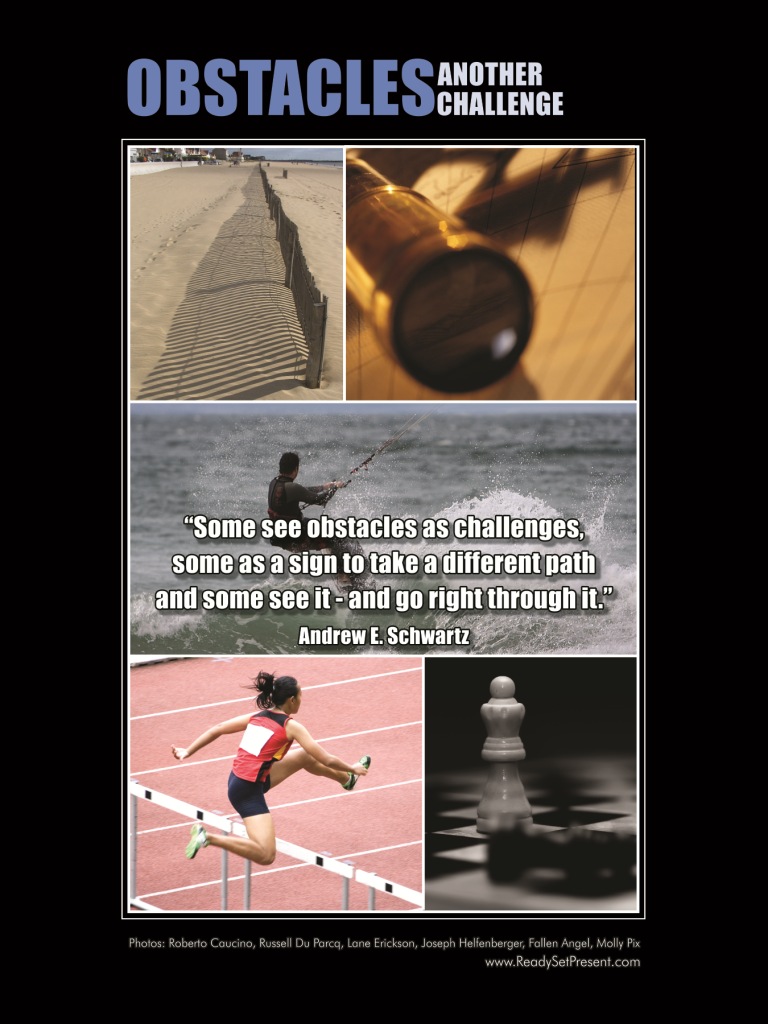 OBSTACLES ANOTHER
CHALLENGE
“Some see obstacles as challenges,
some as a sign to take a different path
and some see it - and go right through it.”
Andrew E. Schwartz
Photos: Roberto Caucino, Russell Du Parcq, Lane Erickson, Joseph Helfenberger, Fallen Angel, Molly Pix
www.ReadySetPresent.com